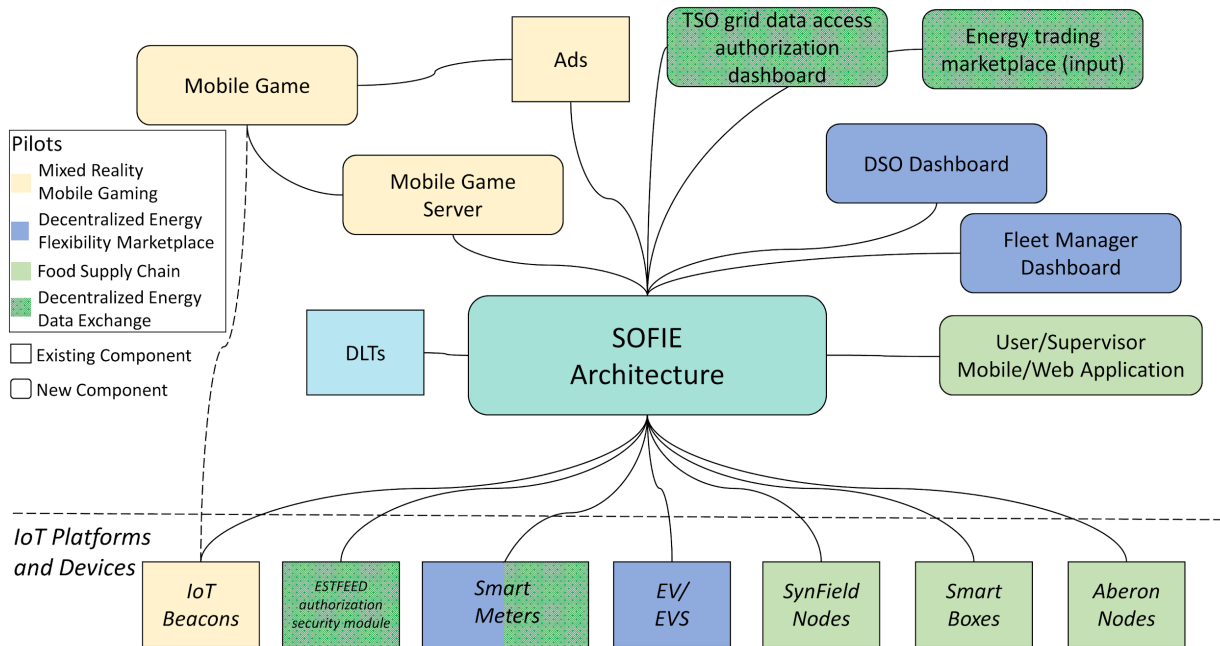 TSO grid data access
authorization
dashboard
Energy trading
marketplace (input)
Ads
Mobile Game
Pilots
Mixed Reality
Mobile Gaming
Decentralized Energy
Flexibility Marketplace
Food Supply Chain
Decentralized Energy
Data Exchange
Existing Component
New Component
Mobile Game
Server
DSO Dashboard
Fleet Manager
Dashboard
DLTs
SOFIE
Architecture
User/Supervisor
Mobile/Web Application
IoT Platforms
and Devices
IoT
Beacons
ESTFEED
authorization
security module
Smart
Meters
EV/
EVS
SynField
Nodes
Smart
Boxes
Aberon
Nodes